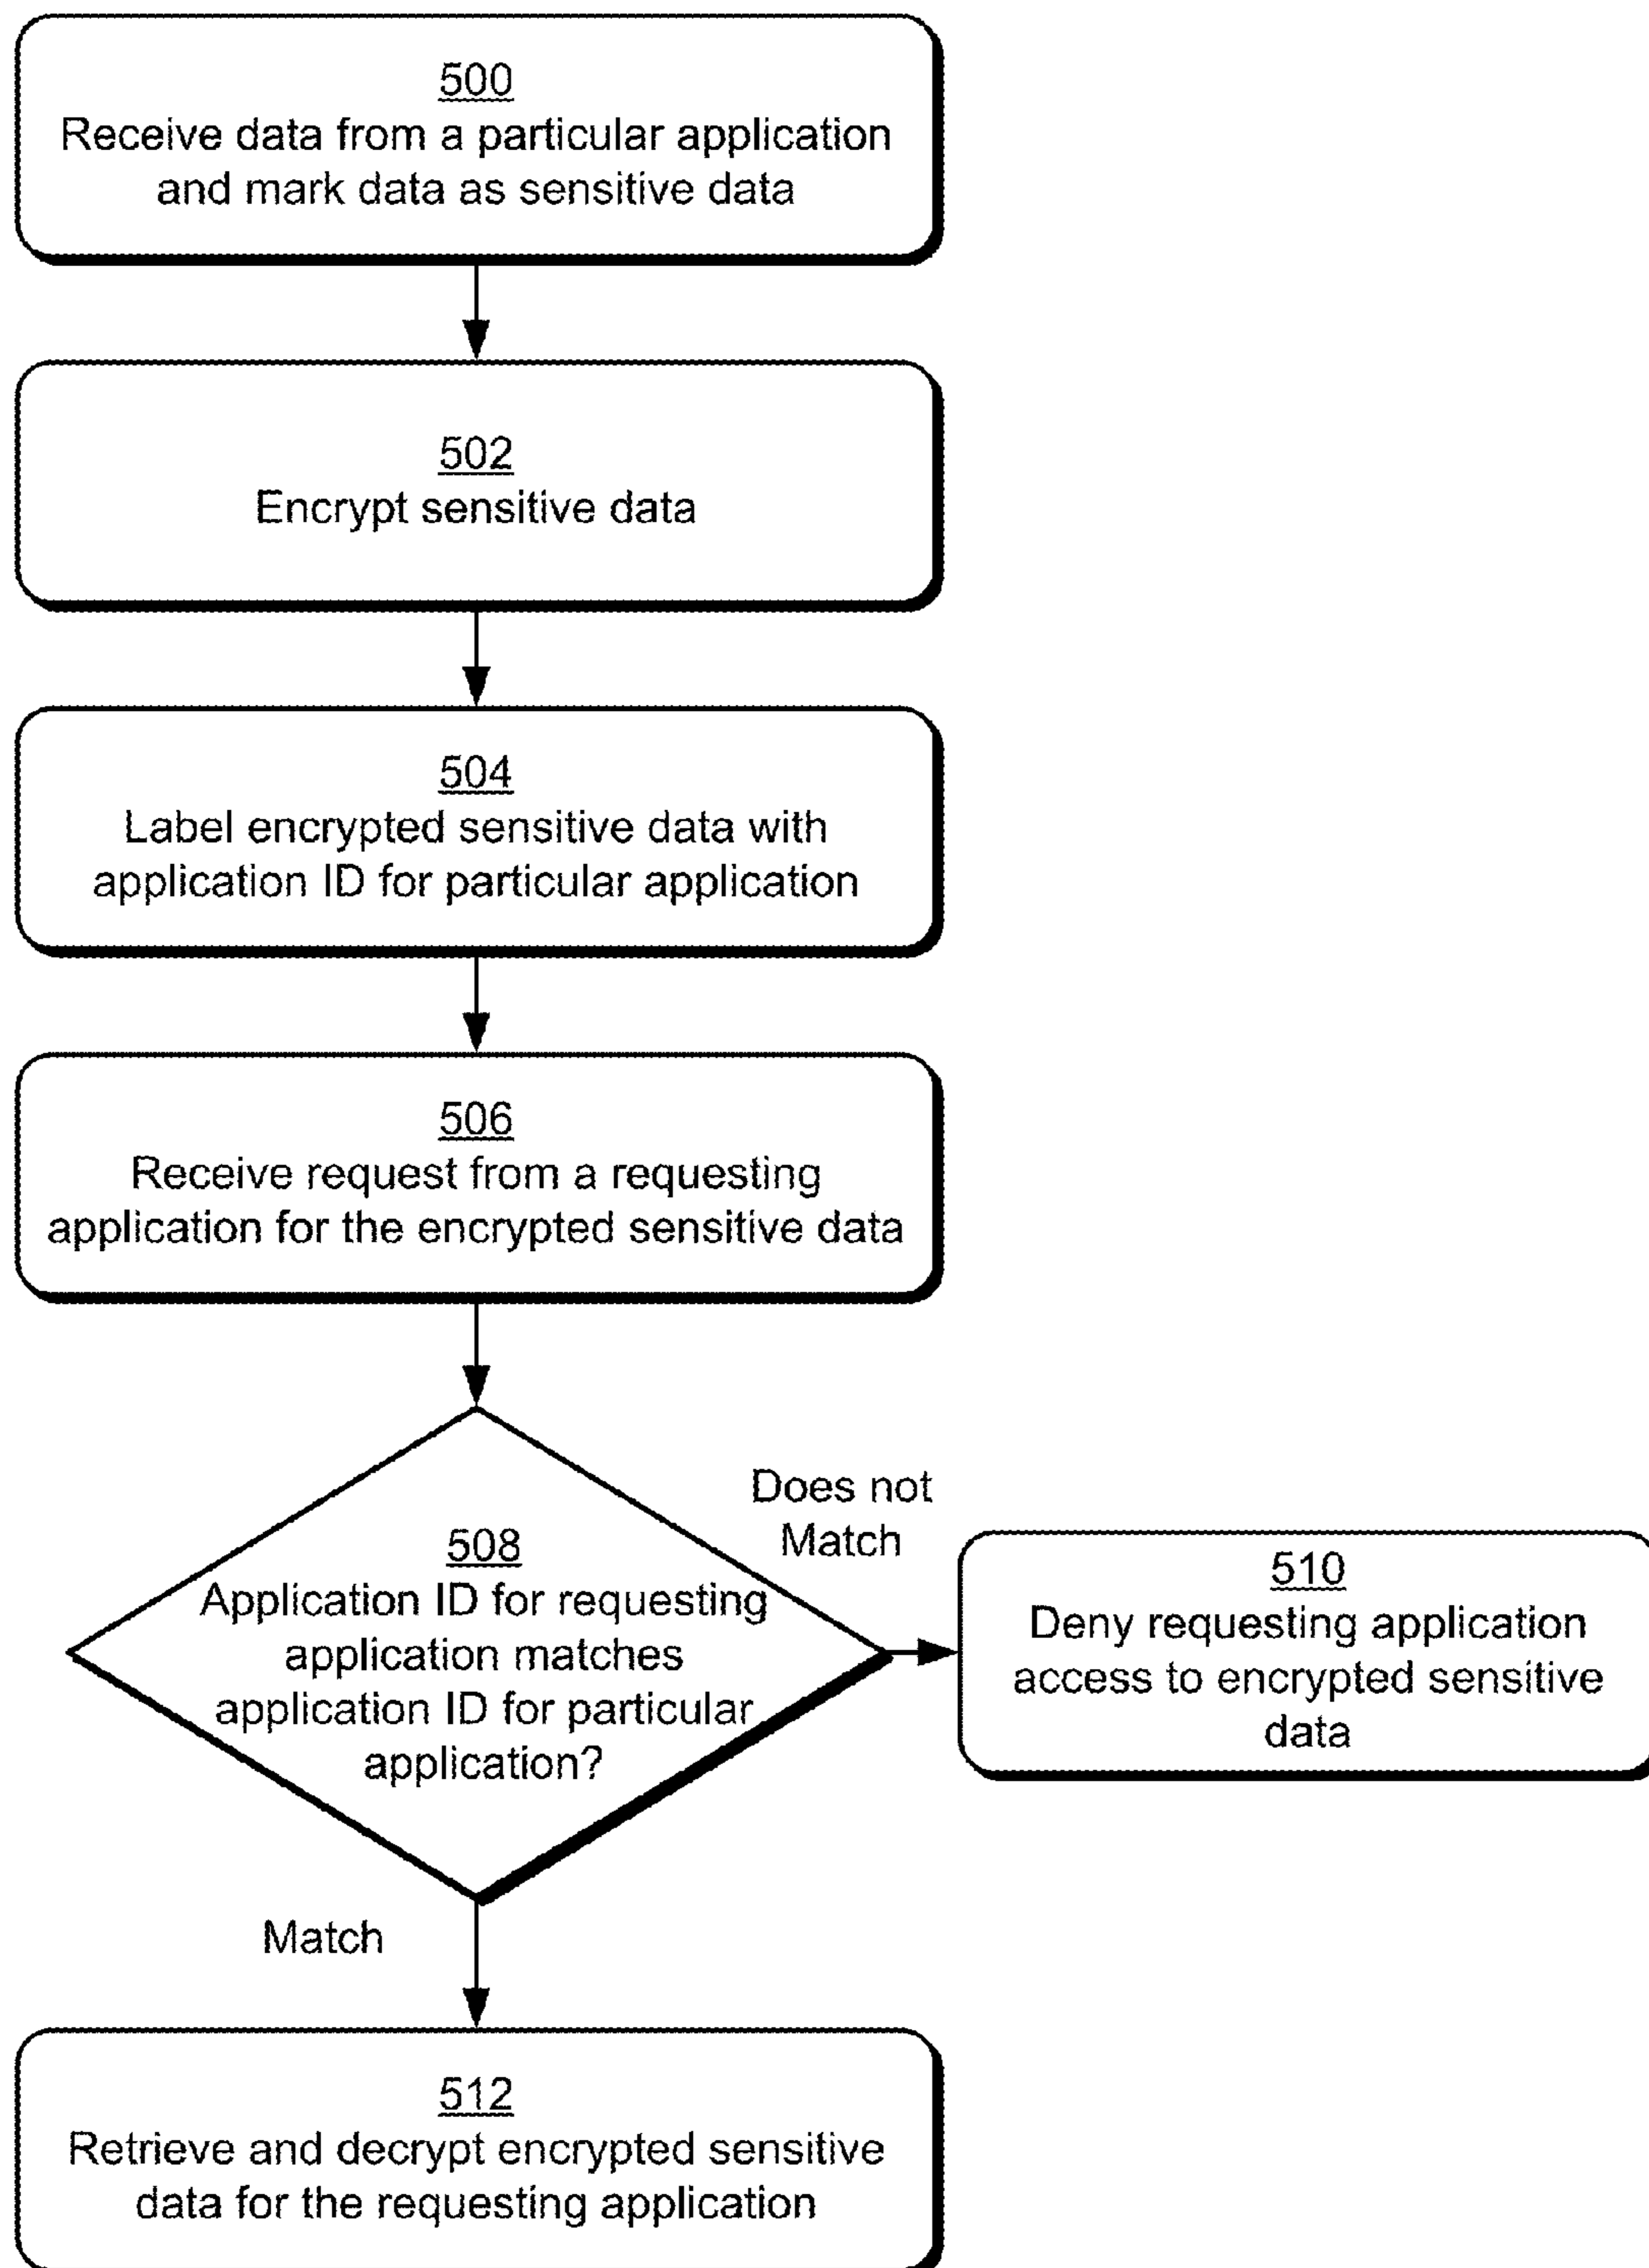 500
Receive data from a particular application
and mark data as sensitive data
502
Encrypt sensitive data
504
Label encrypted sensitive data with
application ID for particular application
506
Receive request from a requesting
application for the encrypted sensitive data
508
Application ID for requesting
application matches
application ID for particular
application?
Does not
Match
510
Deny requesting application
access to encrypted sensitive
data
Match
512
Retrieve and decrypt encrypted sensitive
data for the requesting application